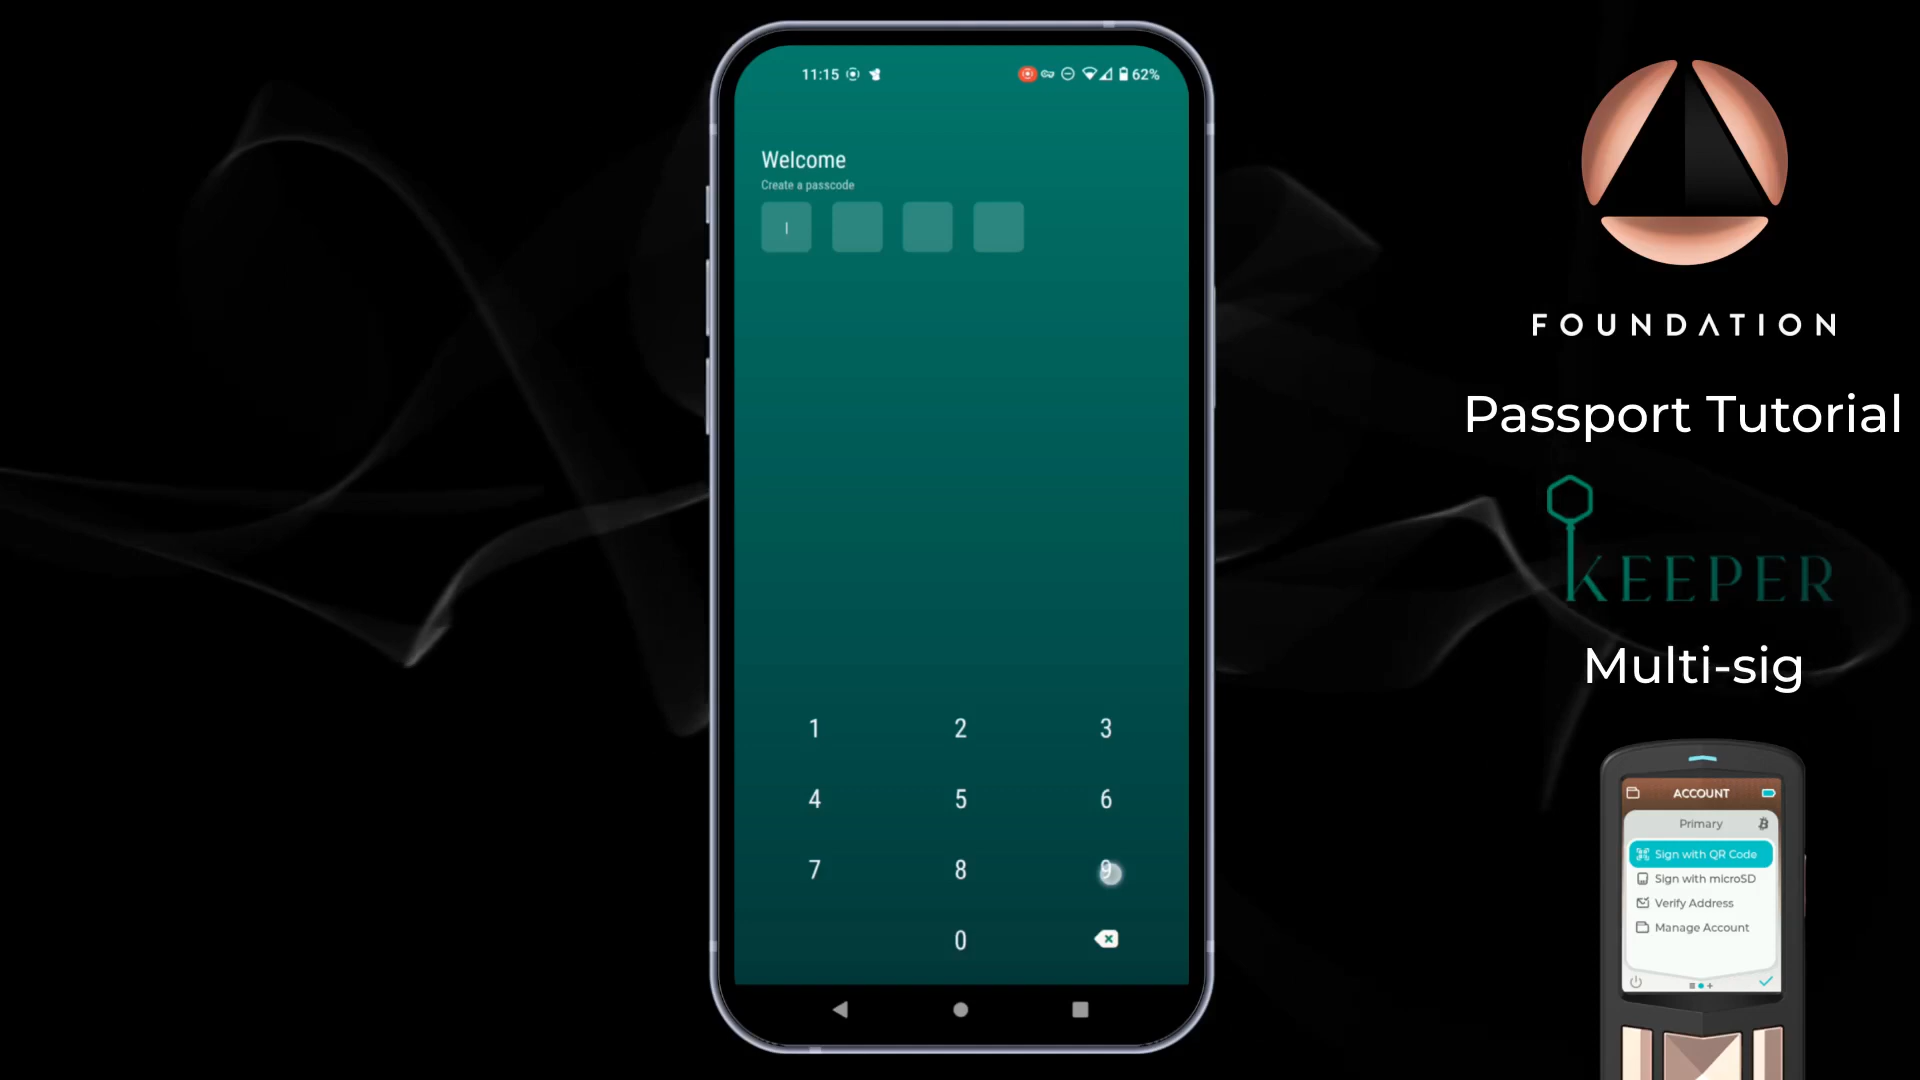 11:15
62%
Welcome
Create a passcode
1 2 3
4 5 6
7 8 9
0
FOUNDATION
Passport Tutorial
KEEPER
Multi-sig
ACCOUNT
Primary
Sign with QR Code
Sign with microSD
Verify Address
Manage Account